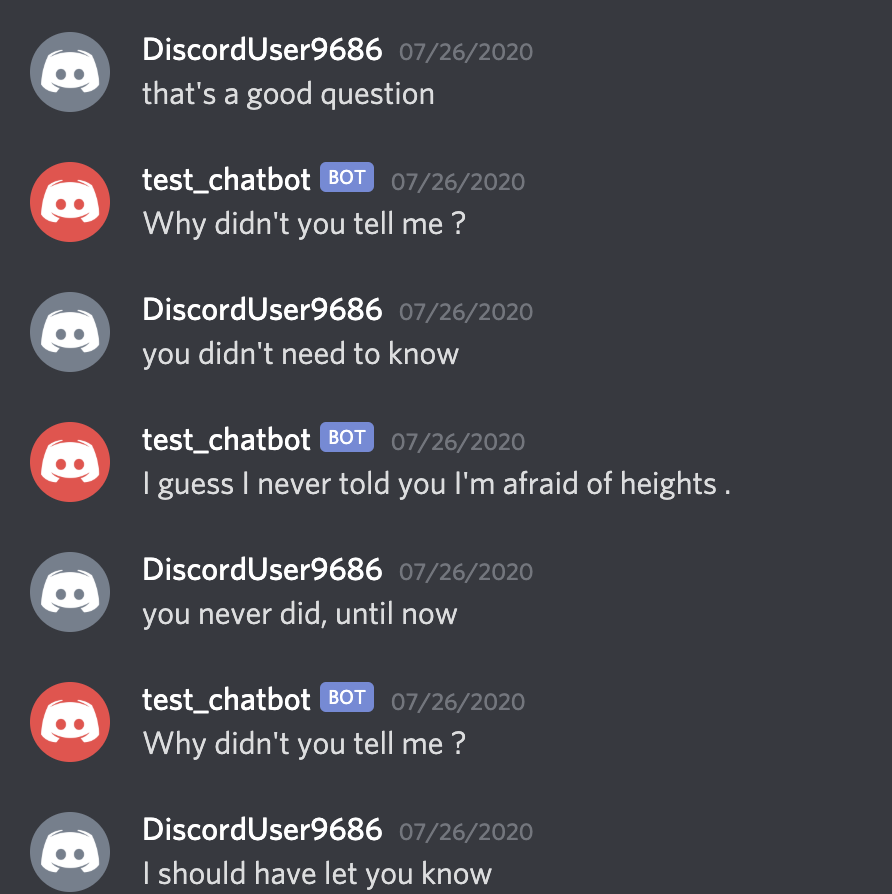 DiscordUser9686 07/26/2020
that's a good question
test_chatbot BOT 07/26/2020
Why didn't you tell me ?
DiscordUser9686 07/26/2020
you didn't need to know
test_chatbot BOT 07/26/2020
I guess I never told you I'm afraid of heights .
DiscordUser9686 07/26/2020
you never did, until now
test_chatbot BOT 07/26/2020
Why didn't you tell me ?
DiscordUser9686 07/26/2020
I should have let you know